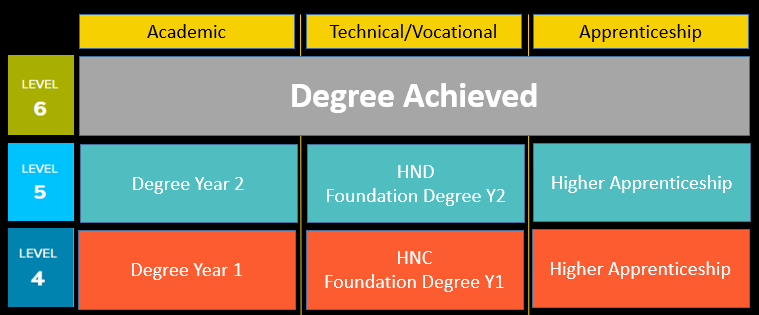 Academic
Technical/Vocational
Apprenticeship
LEVEL
6
Degree Achieved
LEVEL
5
Degree Year 2
HND
Foundation Degree Y2
Higher Apprenticeship
LEVEL
4
Degree Year 1
HNC
Foundation Degree Y1
Higher Apprenticeship